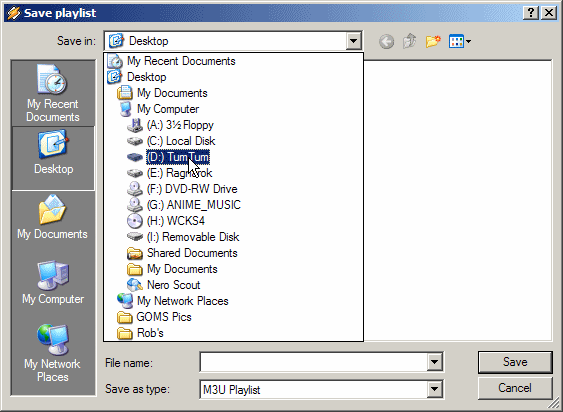 Save playlist
Save in:
Desktop
My Recent Documents
Desktop
My Documents
My Computer
(A:) 3½ Floppy
(C:) Local Disk
(D:) TumTum
(E:) Ragnarok
(F:) DVD-RW Drive
(G:) ANIME_MUSIC
(H:) WCKS4
(I:) Removable Disk
Shared Documents
My Documents
Nero Scout
My Network Places
GOMS Pics
Rob's
My Recent
Documents
Desktop
My Documents
My Computer
My Network
Places
File name:
Save
Save as type:
M3U Playlist
Cancel